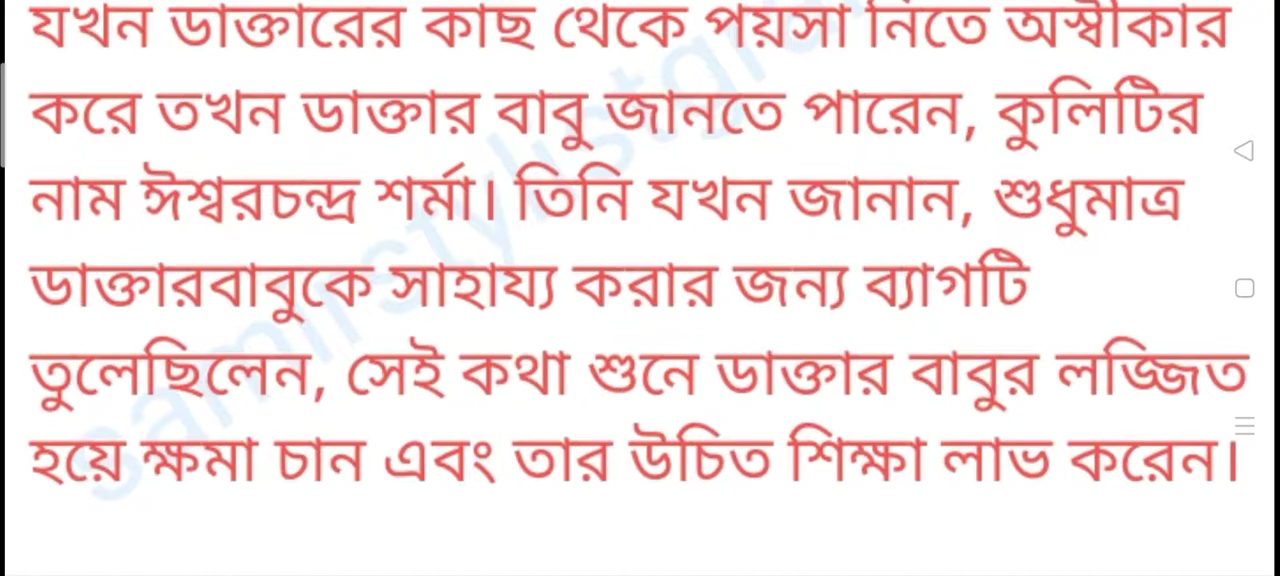 যখন ডাক্তারের কাছ থেকে পয়সা নিতে অস্বীকার
করে তখন ডাক্তার বাবু জানতে পারেন, কুলিটির
নাম ঈশ্বরচন্দ্র শর্মা। তিনি যখন জানান, শুধুমাত্র
ডাক্তারবাবুকে সাহায্য করার জন্য ব্যাগটি
তুলেছিলেন, সেই কথা শুনে ডাক্তার বাবুর লজ্জিত
হয়ে ক্ষমা চান এবং তার উচিত শিক্ষা লাভ করেন।